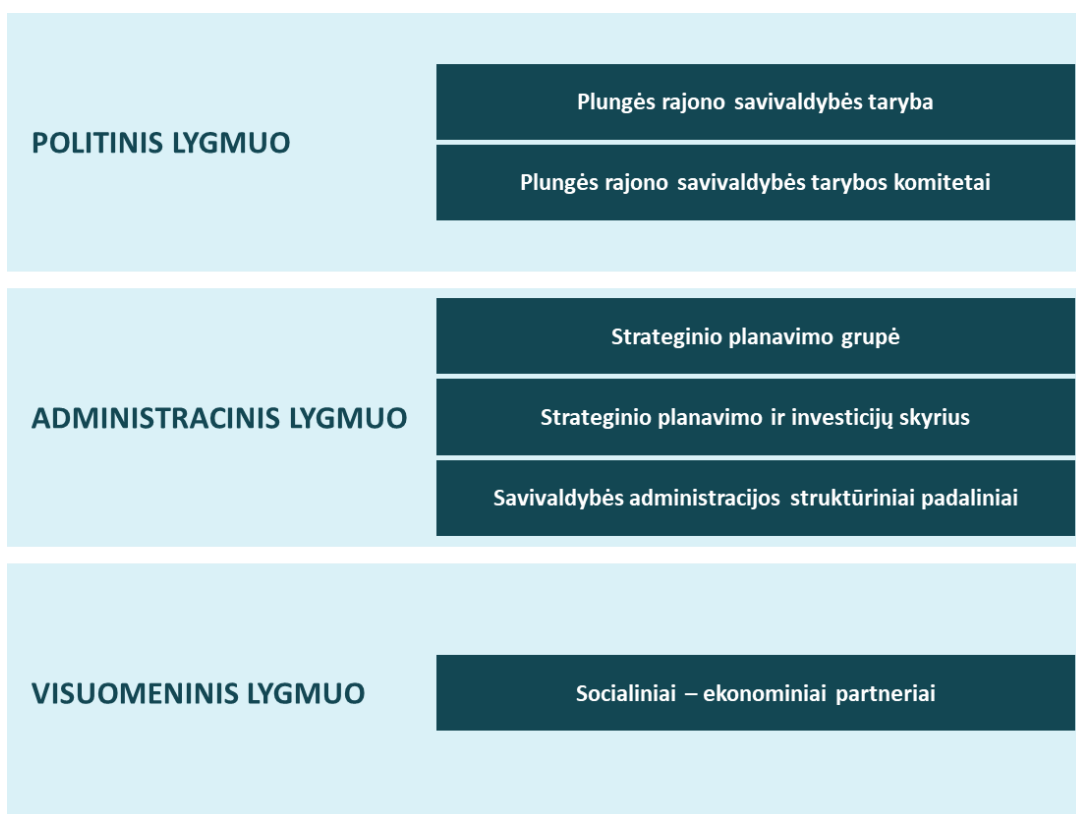 POLITINIS LYGMUO
Plungės rajono savivaldybės taryba
Plungės rajono savivaldybės tarybos komitetai
ADMINISTRACINIS LYGMUO
Strateginio planavimo grupė
Strateginio planavimo ir investicijų skyrius
Savivaldybės administracijos struktūriniai padaliniai
VISUOMENINIS LYGMUO
Socialiniai – ekonominiai partneriai